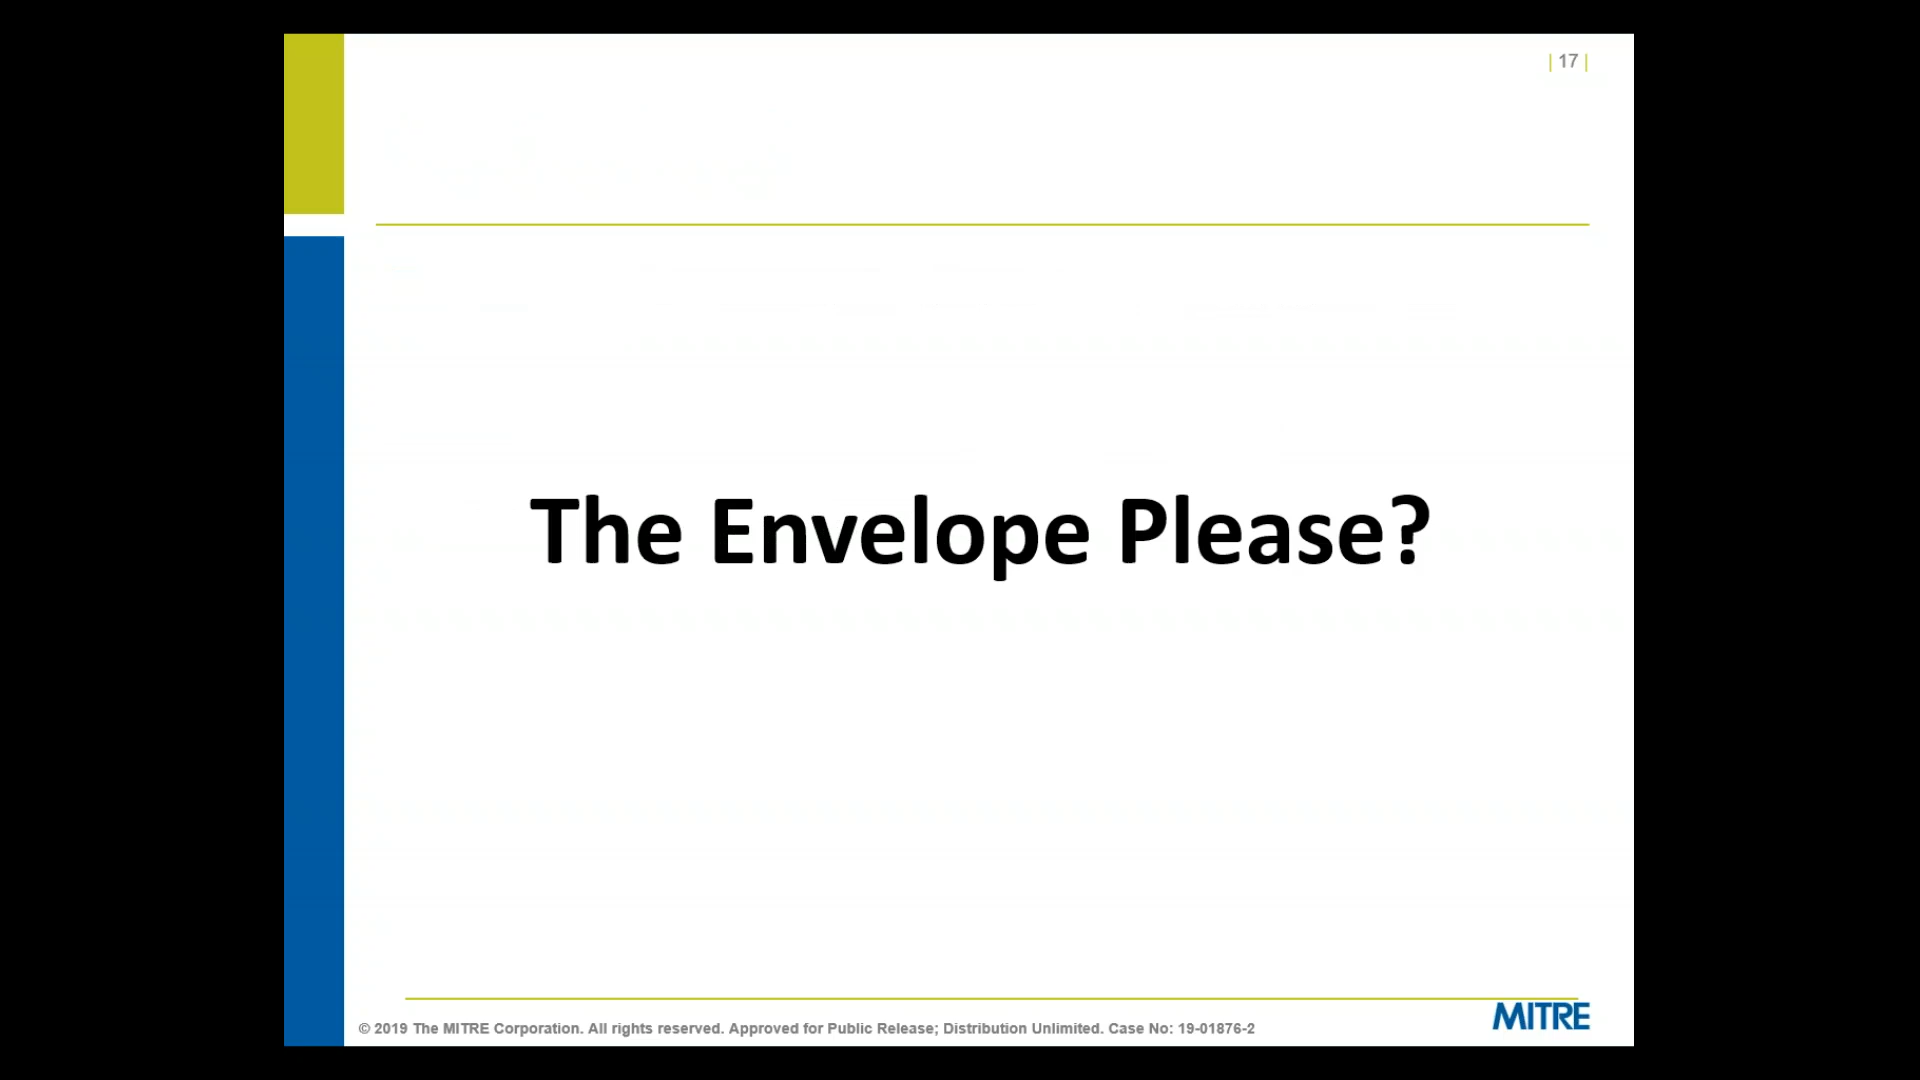 | 17 |
The Envelope Please?
© 2019 The MITRE Corporation. All rights reserved. Approved for Public Release; Distribution Unlimited. Case No: 19-01876-2
MITRE